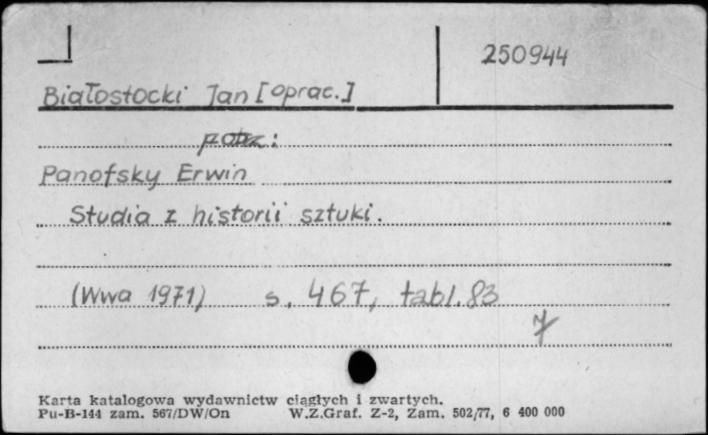 250944
Białostocki Jan [oprac.]
patrz:
Panofsky Erwin
Studia z historii sztuki.
(Wwa 1971) s. 467, tabl. 83
7
Karta katalogowa wydawnictw ciągłych i zwartych.
Pu-B-144 zam. 567/DW/On W.Z.Graf. Z-2, Zam. 502/77, 6 400 000